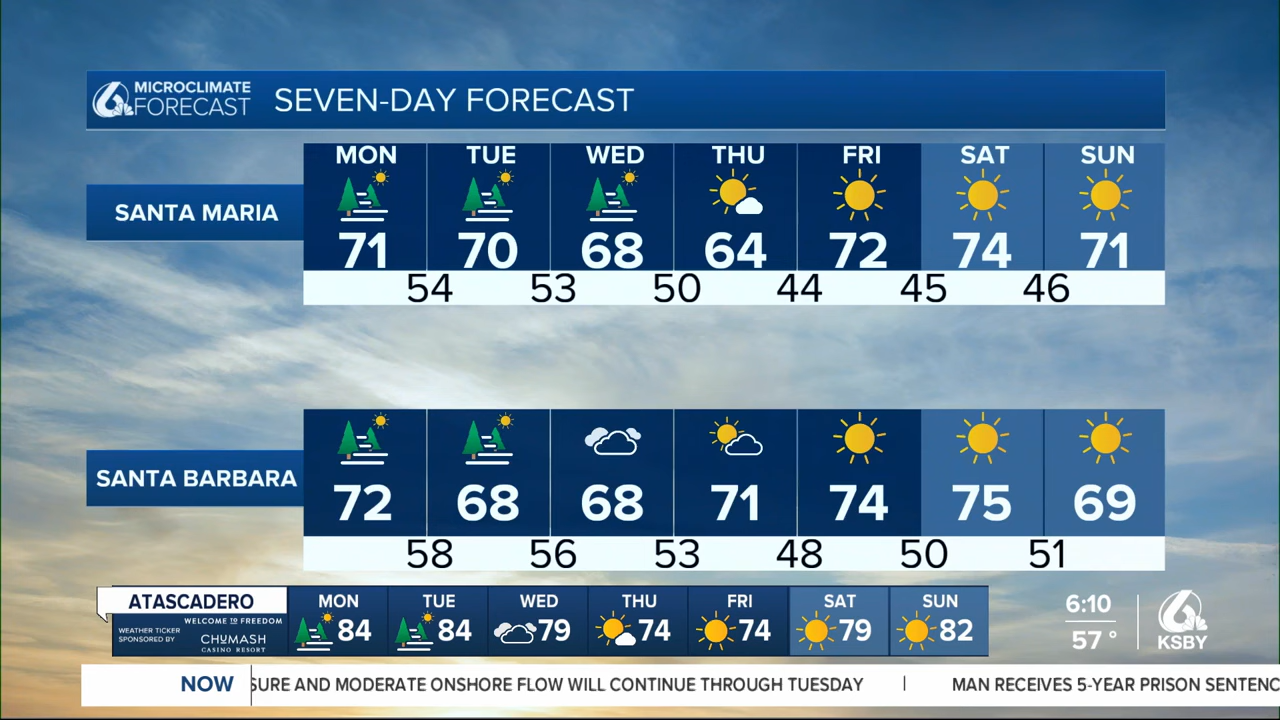 6 MICROCLIMATE
FORECAST
SEVEN-DAY FORECAST
MON TUE WED THU FRI SAT SUN
SANTA MARIA
71 70 68 64 72 74 71
54 53 50 44 45 46
SANTA BARBARA
72 68 68 71 74 75 69
58 56 53 48 50 51
ATASCADERO
WEATHER TICKER
SPONSORED BY
WELCOME TO FREEDOM
CHUMASH
CASINO RESORT
MON TUE WED THU FRI SAT SUN
84 84 79 74 74 79 82
6:10
57 °
6
KSBY
NOW
SURE AND MODERATE ONSHORE FLOW WILL CONTINUE THROUGH TUESDAY | MAN RECEIVES 5-YEAR PRISON SENTENC